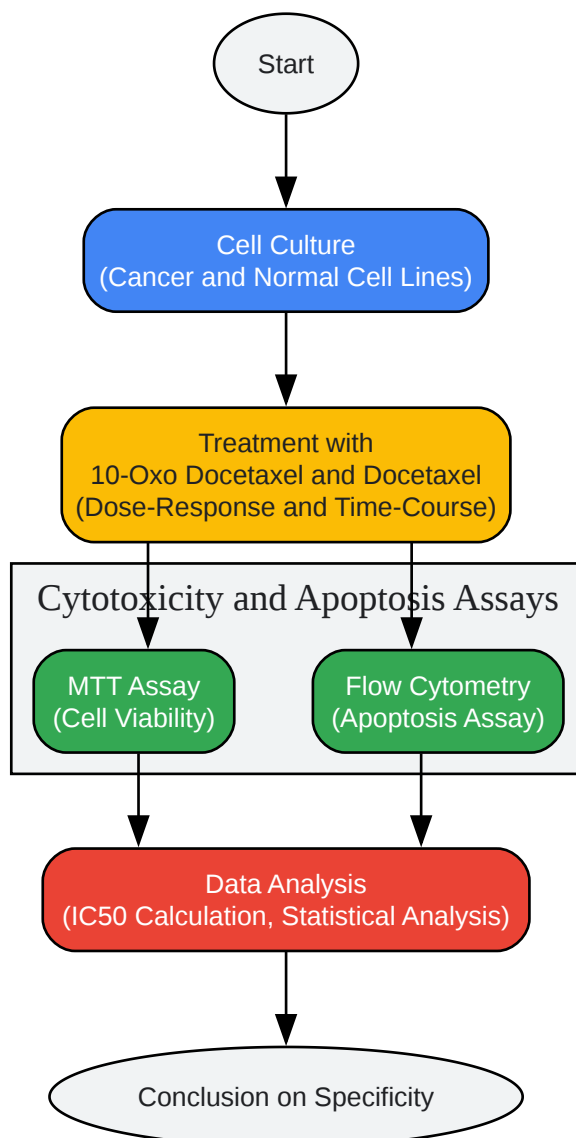 Start
Cell Culture
(Cancer and Normal Cell Lines)
Treatment with
10-Oxo Docetaxel and Docetaxel
(Dose-Response and Time-Course)
Cytotoxicity and Apoptosis Assays
MTT Assay
(Cell Viability)
Flow Cytometry
(Apoptosis Assay)
Data Analysis
(IC50 Calculation, Statistical Analysis)
Conclusion on Specificity